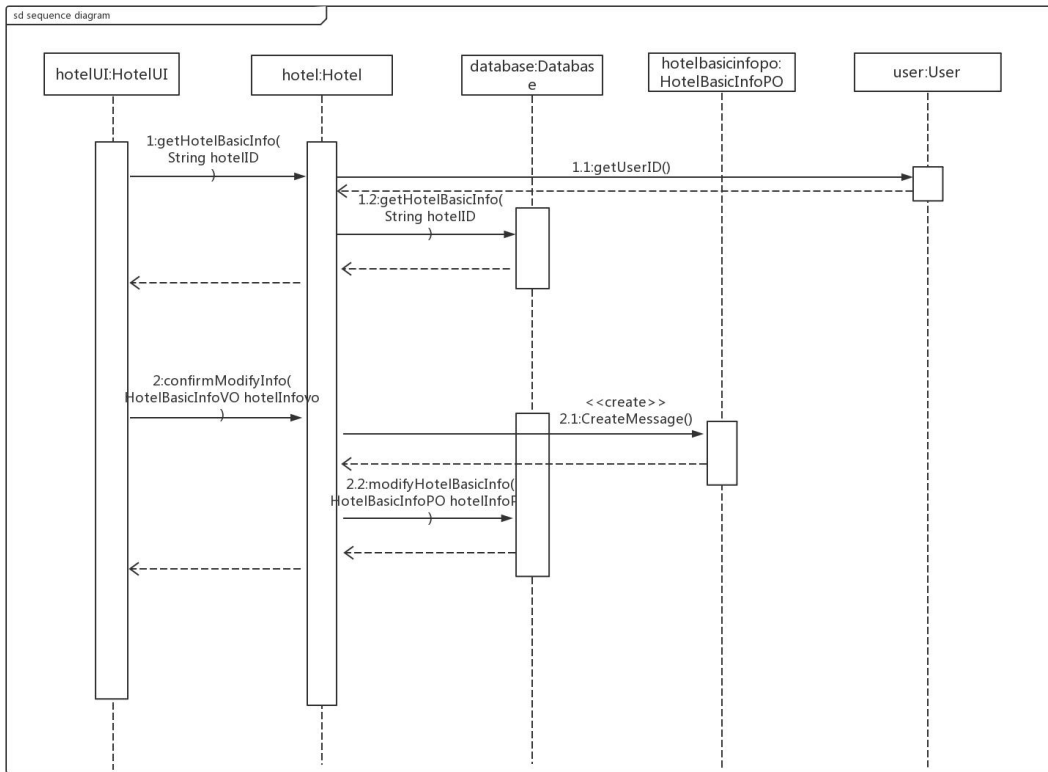 sd sequence diagram
hotelUI:HotelUI
hotel:Hotel
database:Databas
e
hotelbasicinfopo:
HotelBasicInfoPO
user:User
1:getHotelBasicInfo(
String hotelID
)
1.1:getUserID()
1.2:getHotelBasicInfo(
String hotelID
)
2:confirmModifyInfo(
HotelBasicInfoVO hotelInfovo
)
<<create>>
2.1:CreateMessage()
2.2:modifyHotelBasicInfo(
HotelBasicInfoPO hotelInfoP
)